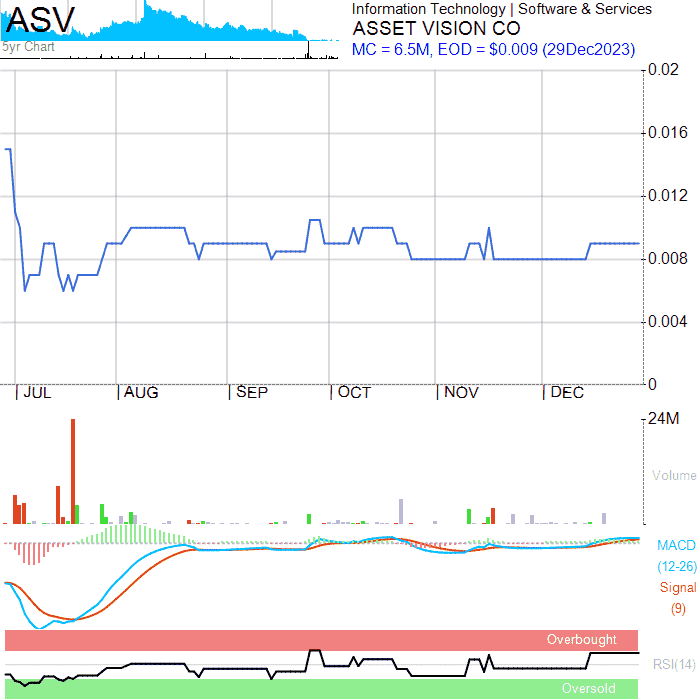 ASV
5yr Chart
Information Technology | Software & Services
ASSET VISION CO
MC = 6.5M, EOD = $0.009 (29Dec2023)
0.02
0.016
0.012
0.008
0.004
0
JUL AUG SEP OCT NOV DEC
24M
Volume
MACD
(12-26)
Signal
(9)
Overbought
RSI(14)
Oversold